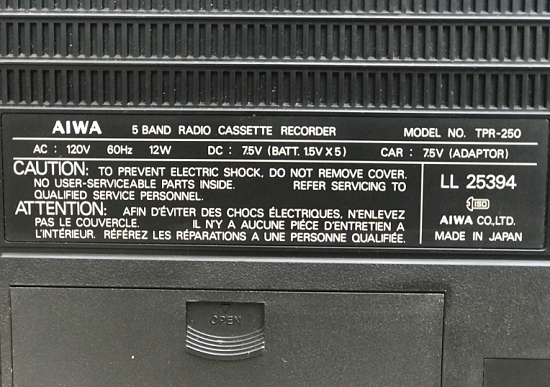 AIWA 5 BAND RADIO CASSETTE RECORDER MODEL NO. TPR-250
AC : 120V 60Hz 12W DC : 7.5V (BATT. 1.5V X 5) CAR : 7.5V (ADAPTOR)
CAUTION: TO PREVENT ELECTRIC SHOCK, DO NOT REMOVE COVER.
NO USER-SERVICEABLE PARTS INSIDE. REFER SERVICING TO
QUALIFIED SERVICE PERSONNEL.
ATTENTION: AFIN D'ÉVITER DES CHOCS ÉLECTRIQUES, N'ENLEVEZ
PAS LE COUVERCLE. IL N'Y A AUCUNE PIÉCE D'ENTRETIEN A
L'INTÉRIEUR. RÉFÉREZ LES RÉPARATIONS A UNE PERSONNE QUALIFIÉE.
LL 25394
ISO
AIWA CO., LTD.
MADE IN JAPAN
OPEN